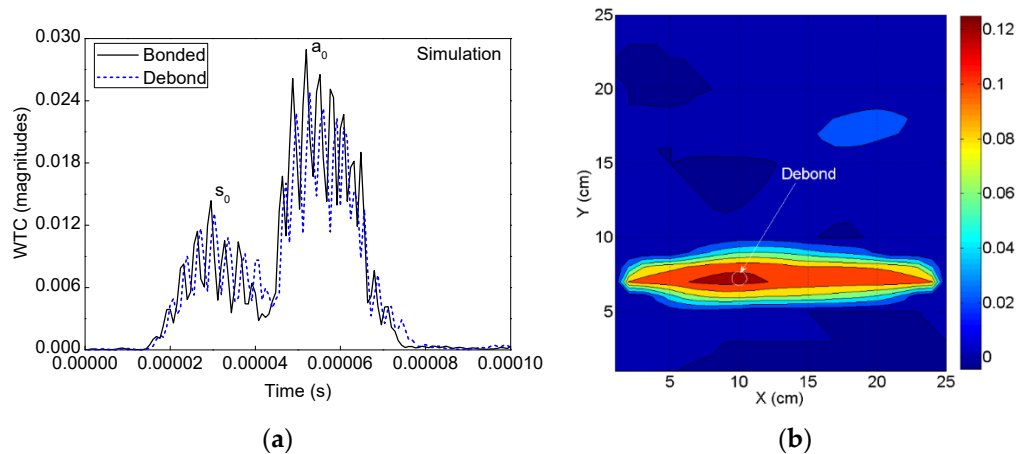 0.030
0.024
0.018
0.012
0.006
0.000
WTC (magnitudes)
Bonded
Debond
a0
Simulation
s0
0.00000 0.00002 0.00004 0.00006 0.00008 0.00010
Time (s)
(a)
25
20
15
10
5
Y (cm)
Debond
5 10 15 20 25
X (cm)
0.12
0.1
0.08
0.06
0.04
0.02
0
(b)